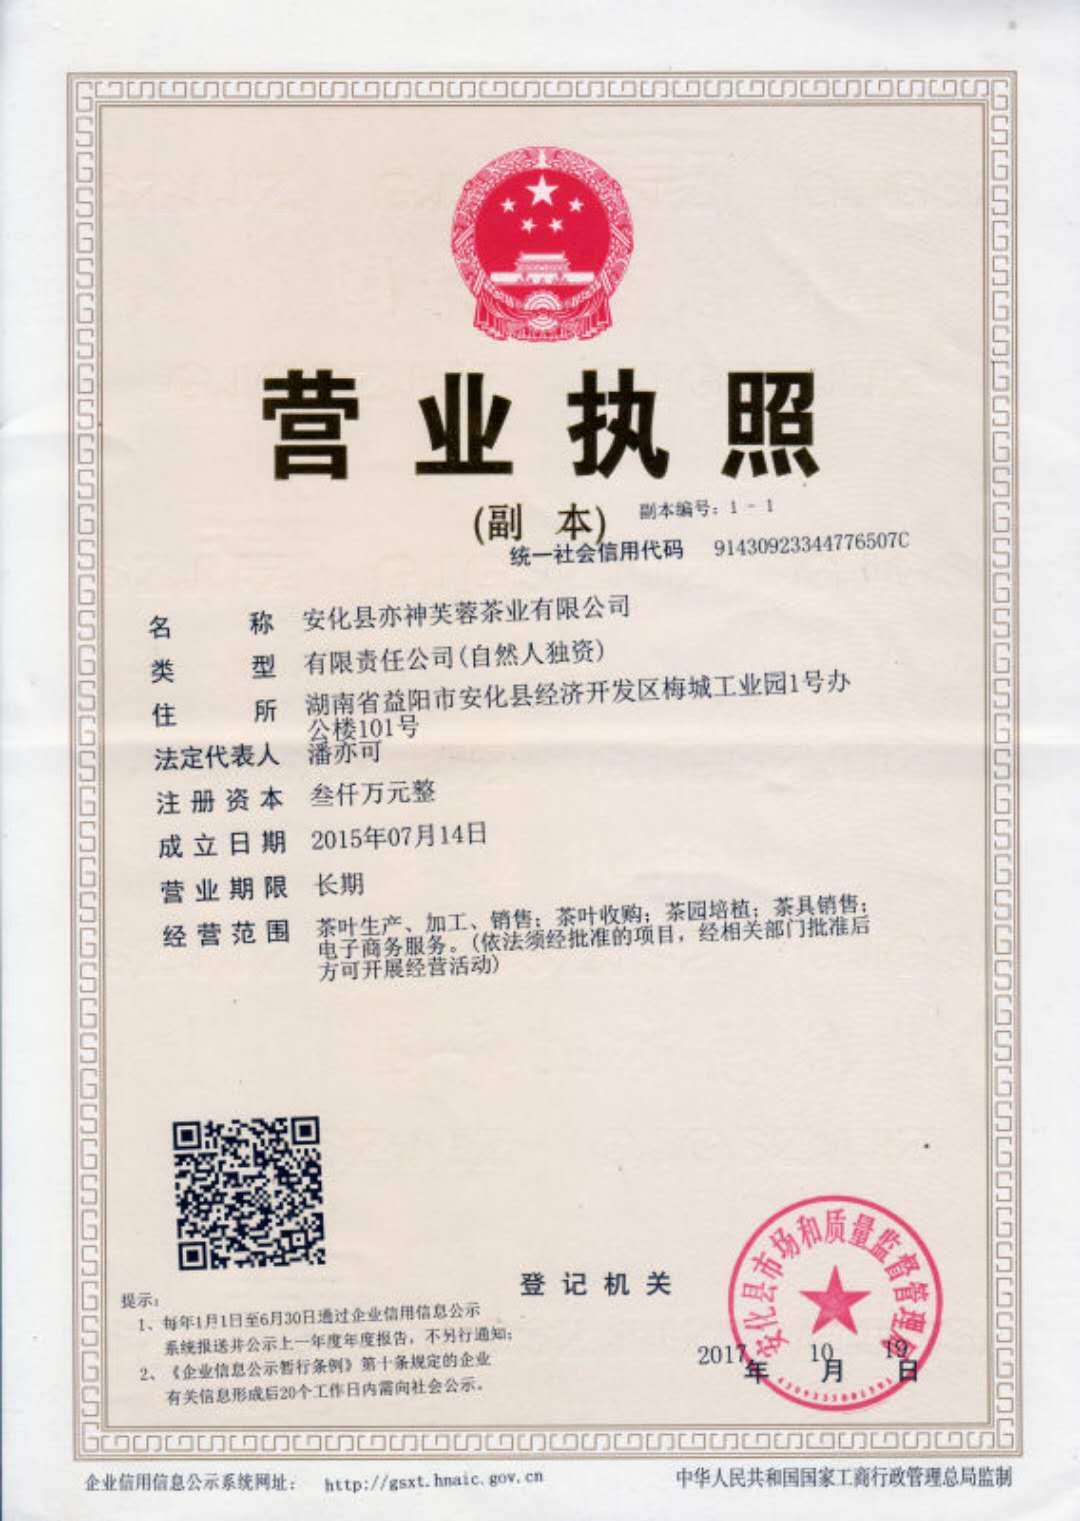 营业执照
(副 本) 副本编号：1－1
统一社会信用代码 91430923344776507C
名称 安化县亦神芙蓉茶业有限公司
类型 有限责任公司(自然人独资)
住所 湖南省益阳市安化县经济开发区梅城工业园1号办
公楼101号
法定代表人 潘亦可
注册资本 叁仟万元整
成立日期 2015年07月14日
营业期限 长期
经营范围 茶叶生产、加工、销售；茶叶收购；茶园培植；茶具销售；
电子商务服务。(依法须经批准的项目，经相关部门批准后
方可开展经营活动)
登记机关
安化县市场和质量监督管理局
2017年10月19日
提示：
1、每年1月1日至6月30日通过企业信用信息公示
系统报送并公示上一年度年度报告，不另行通知；
2、《企业信息公示暂行条例》第十条规定的企业
有关信息形成后20个工作日内需向社会公示。
企业信用信息公示系统网址： http://gsxt.hnaic.gov.cn
中华人民共和国国家工商行政管理总局监制